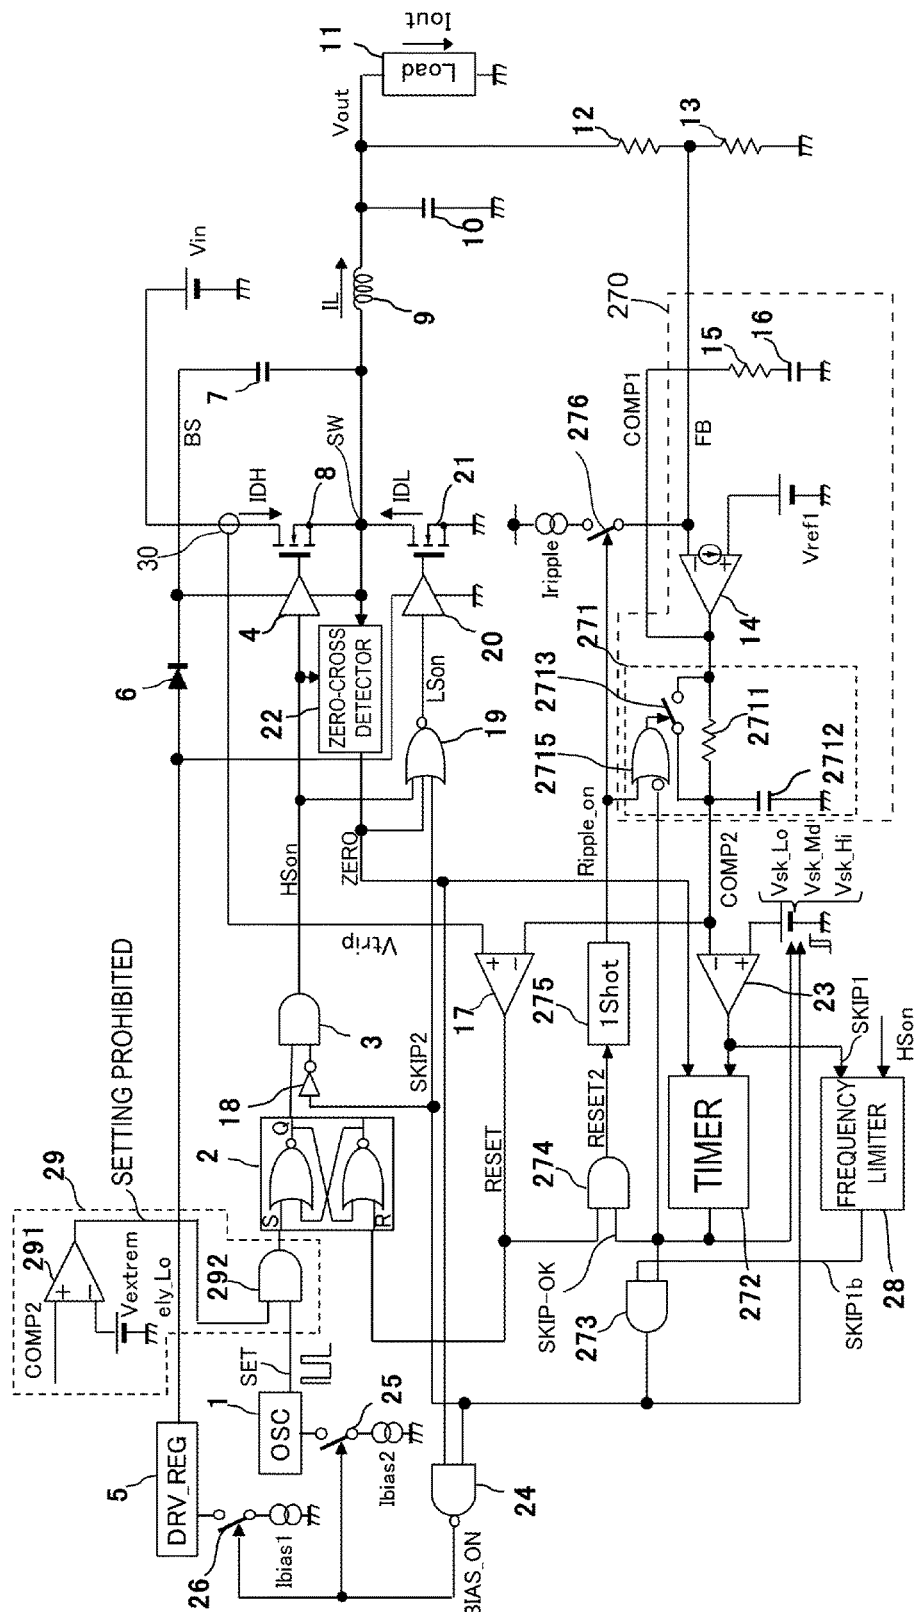 DRV_REG
5
26
Ibias1
COMP2
291
29
Vextrem
ely_Lo
SETTING PROHIBITED
292
SET
OSC
1
25
Ibias2
BIAS_ON
24
S
R
Q
2
18
3
SKIP2
6
BS
7
Vin
30
IDH
8
4
HSon
ZERO-CROSS
DETECTOR
22
ZERO
SW
IDL
21
20
LSon
19
Vtrip
IL
9
10
Vout
Load
11
Iout
12
13
17
RESET
RESET2
274
1Shot
275
Ripple_on
SKIP-OK
273
Iripple
276
270
COMP1
15
16
FB
Vref1
14
271
2713
2715
2711
2712
COMP2
Vsk_Lo
Vsk_Md
Vsk_Hi
23
SKIP1
TIMER
272
FREQUENCY
LIMITER
28
HSon
SKIP1b